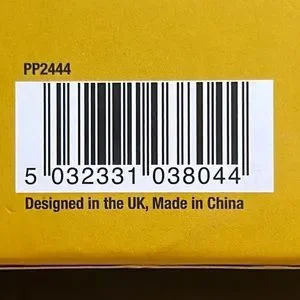 PP2444
5 032331 038044
Designed in the UK, Made in China